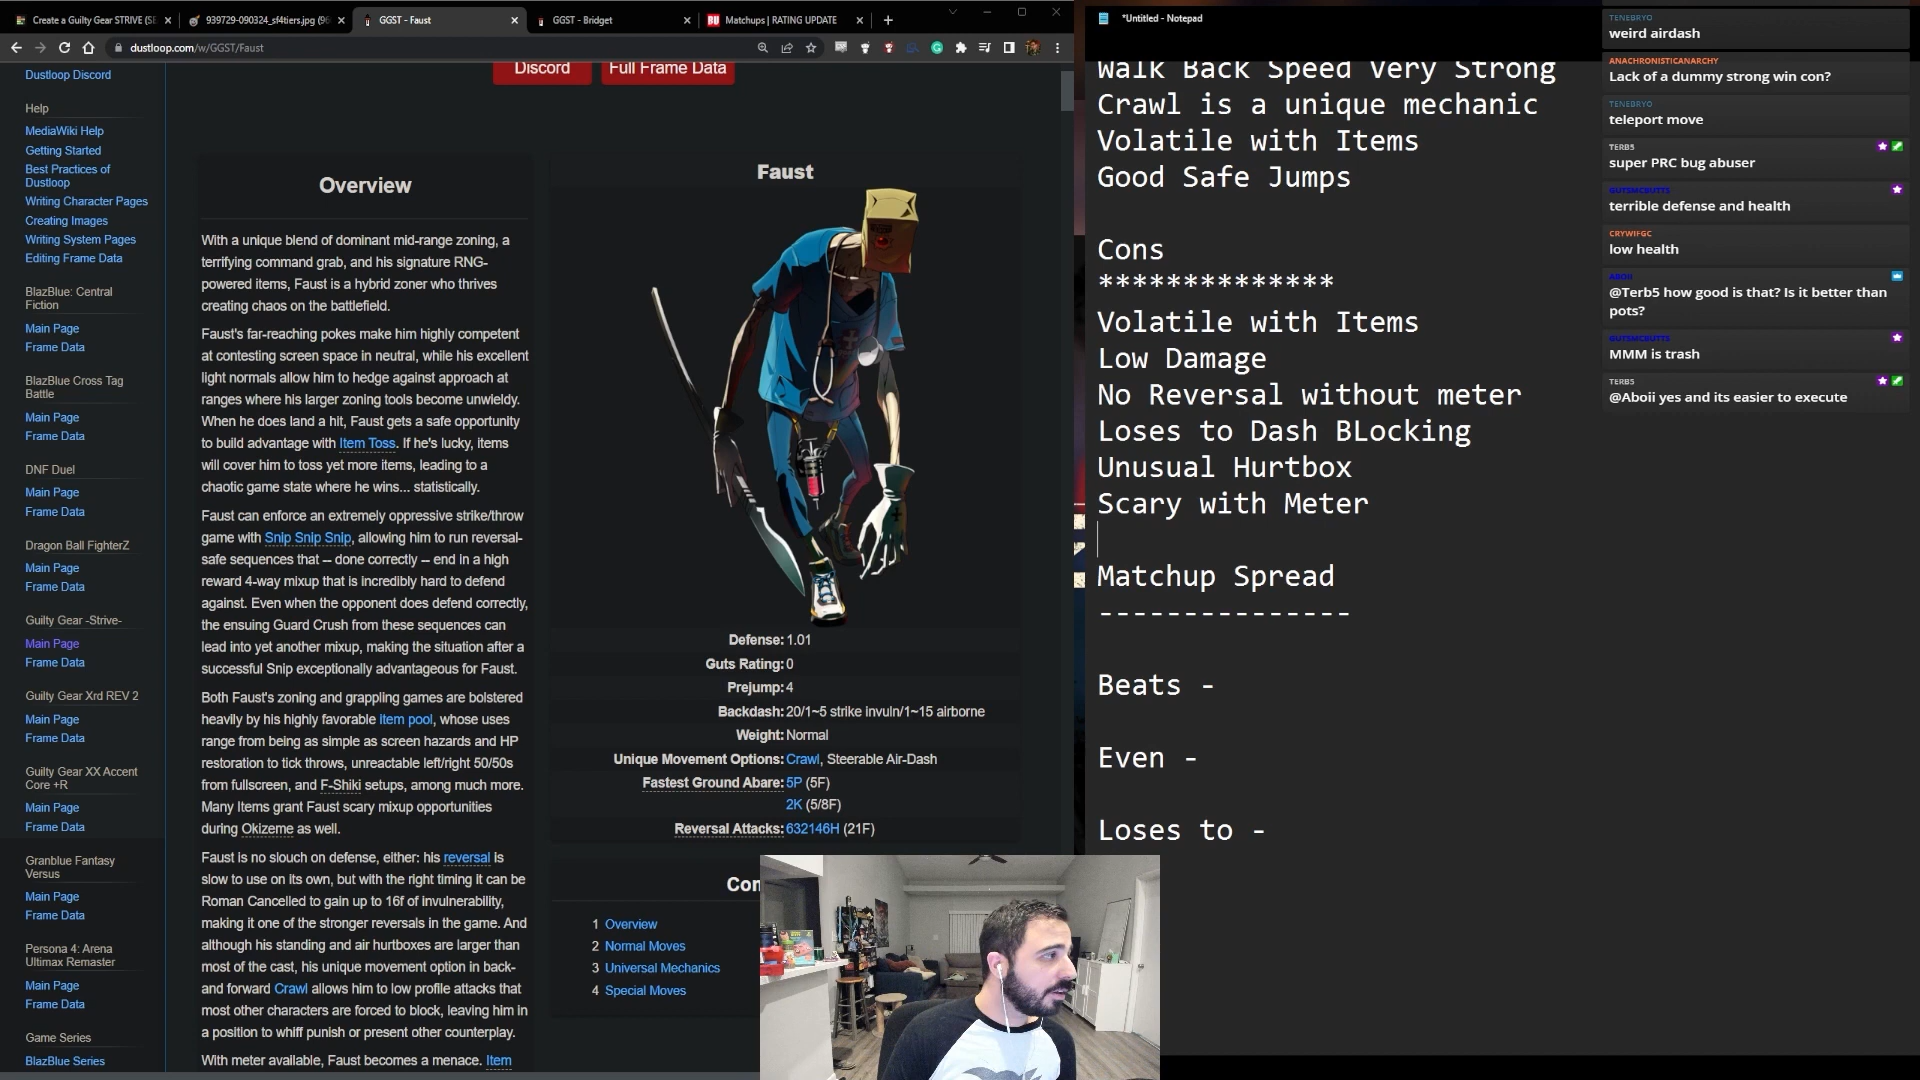 Create a Guilty Gear STRIVE (SE
939729-090324_sf4tiers.jpg (96
GGST - Faust
GGST - Bridget
BU Matchups | RATING UPDATE
dustloop.com/w/GGST/Faust
Dustloop Discord
Help
MediaWiki Help
Getting Started
Best Practices of
Dustloop
Writing Character Pages
Creating Images
Writing System Pages
Editing Frame Data
BlazBlue: Central
Fiction
Main Page
Frame Data
BlazBlue Cross Tag
Battle
Main Page
Frame Data
DNF Duel
Main Page
Frame Data
Dragon Ball FighterZ
Main Page
Frame Data
Guilty Gear -Strive-
Main Page
Frame Data
Guilty Gear Xrd REV 2
Main Page
Frame Data
Guilty Gear XX Accent
Core +R
Main Page
Frame Data
Granblue Fantasy
Versus
Main Page
Frame Data
Persona 4: Arena
Ultimax Remaster
Main Page
Frame Data
Game Series
BlazBlue Series
Discord
Full Frame Data
Overview
With a unique blend of dominant mid-range zoning, a
terrifying command grab, and his signature RNG-
powered items, Faust is a hybrid zoner who thrives
creating chaos on the battlefield.
Faust's far-reaching pokes make him highly competent
at contesting screen space in neutral, while his excellent
light normals allow him to hedge against approach at
ranges where his larger zoning tools become unwieldy.
When he does land a hit, Faust gets a safe opportunity
to build advantage with Item Toss. If he's lucky, items
will cover him to toss yet more items, leading to a
chaotic game state where he wins... statistically.
Faust can enforce an extremely oppressive strike/throw
game with Snip Snip Snip, allowing him to run reversal-
safe sequences that -- done correctly -- end in a high
reward 4-way mixup that is incredibly hard to defend
against. Even when the opponent does defend correctly,
the ensuing Guard Crush from these sequences can
lead into yet another mixup, making the situation after a
successful Snip exceptionally advantageous for Faust.
Both Faust's zoning and grappling games are bolstered
heavily by his highly favorable item pool, whose uses
range from being as simple as screen hazards and HP
restoration to tick throws, unreactable left/right 50/50s
from fullscreen, and F-Shiki setups, among much more.
Many Items grant Faust scary mixup opportunities
during Okizeme as well.
Faust is no slouch on defense, either: his reversal is
slow to use on its own, but with the right timing it can be
Roman Cancelled to gain up to 16f of invulnerability,
making it one of the stronger reversals in the game. And
although his standing and air hurtboxes are larger than
most of the cast, his unique movement option in back-
and forward Crawl allows him to low profile attacks that
most other characters are forced to block, leaving him in
a position to whiff punish or present other counterplay.
With meter available, Faust becomes a menace. Item
Faust
Defense: 1.01
Guts Rating: 0
Prejump: 4
Backdash: 20/1~5 strike invuln/1~15 airborne
Weight: Normal
Unique Movement Options: Crawl, Steerable Air-Dash
Fastest Ground Abare: 5P (5F)
2K (5/8F)
Reversal Attacks: 632146H (21F)
Con
1 Overview
2 Normal Moves
3 Universal Mechanics
4 Special Moves
*Untitled - Notepad
Walk Back Speed Very Strong
Crawl is a unique mechanic
Volatile with Items
Good Safe Jumps
Cons
**************
Volatile with Items
Low Damage
No Reversal without meter
Loses to Dash BLocking
Unusual Hurtbox
Scary with Meter
Matchup Spread
---------------
Beats -
Even -
Loses to -
TENEBRYO
weird airdash
ANACHRONISTICANARCHY
Lack of a dummy strong win con?
TENEBRYO
teleport move
TERB5
super PRC bug abuser
GUTSMCBUTTS
terrible defense and health
CRYWIFGC
low health
ABOII
@Terb5 how good is that? Is it better than
pots?
GUTSMCBUTTS
MMM is trash
TERB5
@Aboii yes and its easier to execute